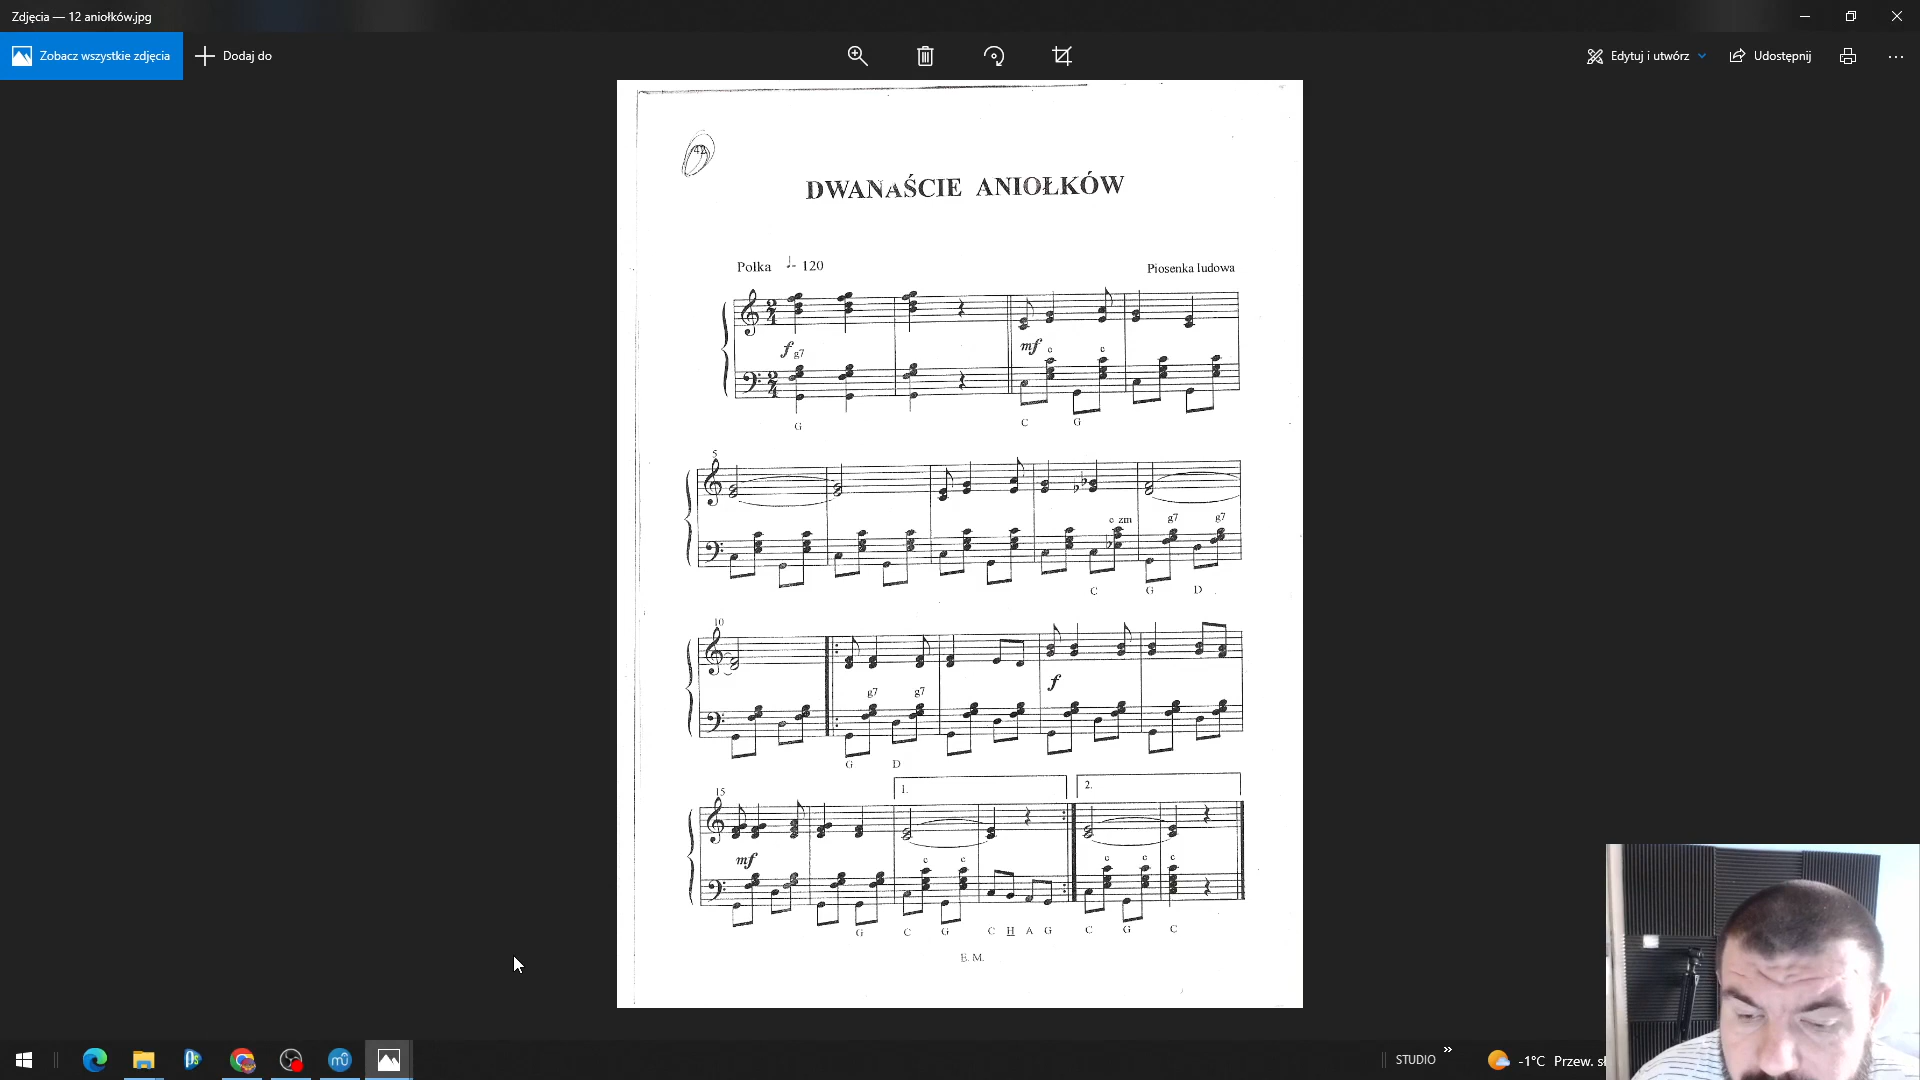 Zdjęcia — 12 aniołków.jpg
Zobacz wszystkie zdjęcia
Dodaj do
Edytuj i utwórz
Udostępnij
42
DWANAŚCIE ANIOŁKÓW
Polka ♩- 120
Piosenka ludowa
f g7
mf c c
G C G
5
c zm g7 g7
C G D
10
f
g7 g7
G D
1. 2.
15
mf
c c c c c
G C G C H A G C G C
E. M.
STUDIO
-1°C Przew.